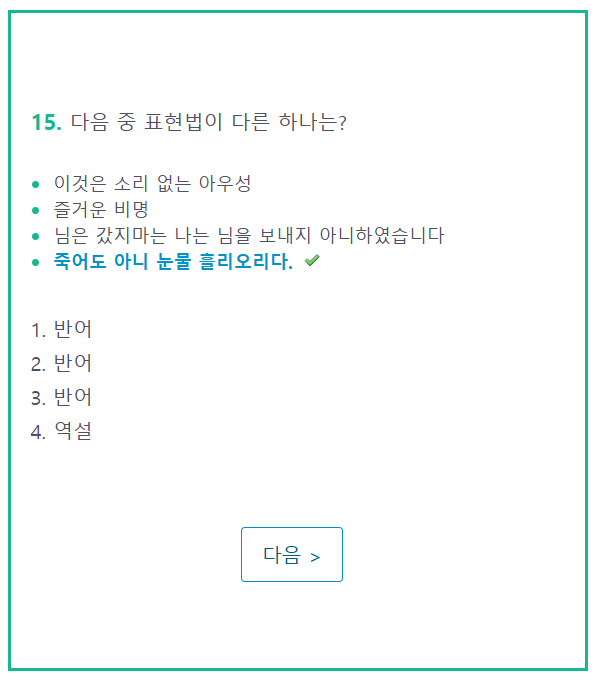 15. 다음 중 표현법이 다른 하나는?
이것은 소리 없는 아우성
즐거운 비명
님은 갔지마는 나는 님을 보내지 아니하였습니다
죽어도 아니 눈물 흘리오리다.
1. 반어
2. 반어
3. 반어
4. 역설
다음 >